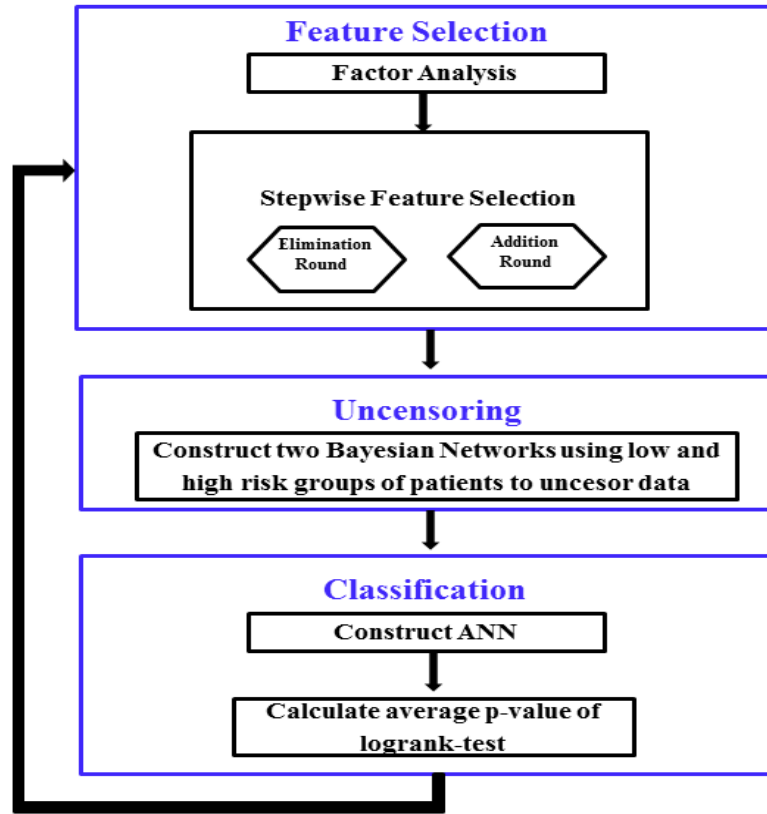 Feature Selection
Factor Analysis
Stepwise Feature Selection
Elimination
Round
Addition
Round
Uncensoring
Construct two Bayesian Networks using low and
high risk groups of patients to uncesor data
Classification
Construct ANN
Calculate average p-value of
logrank-test